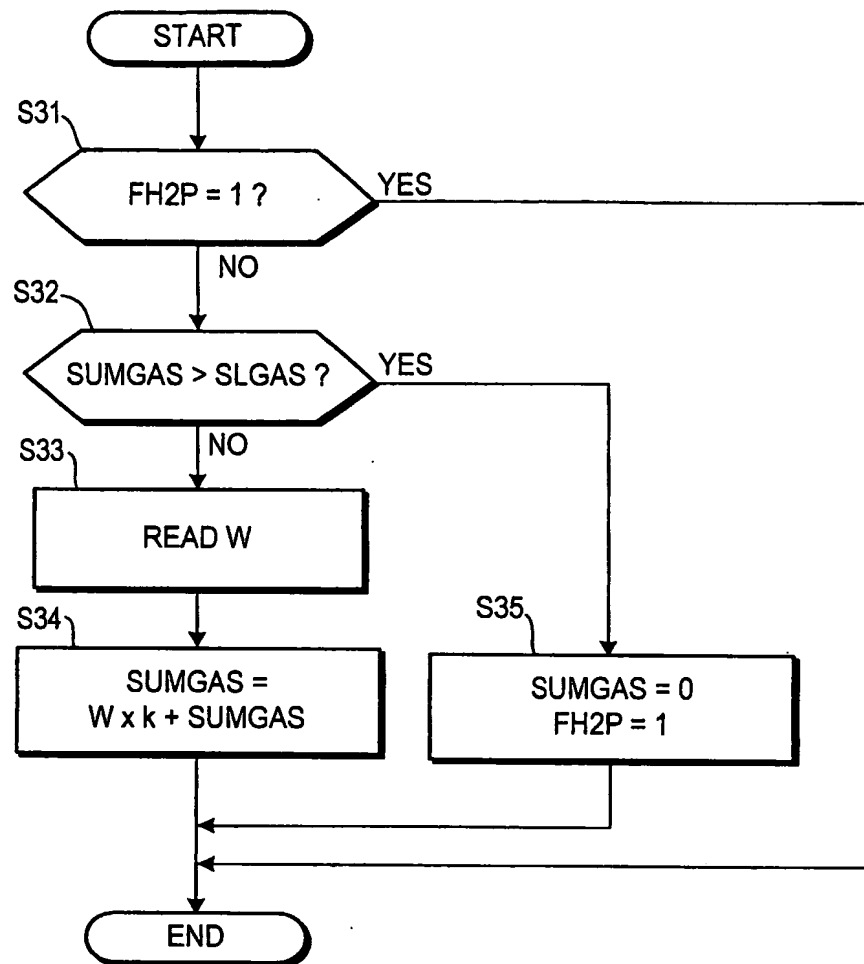 START
S31
FH2P = 1 ?
YES
NO
S32
SUMGAS > SLGAS ?
YES
NO
S33
READ W
S34
SUMGAS =
W x k + SUMGAS
S35
SUMGAS = 0
FH2P = 1
END